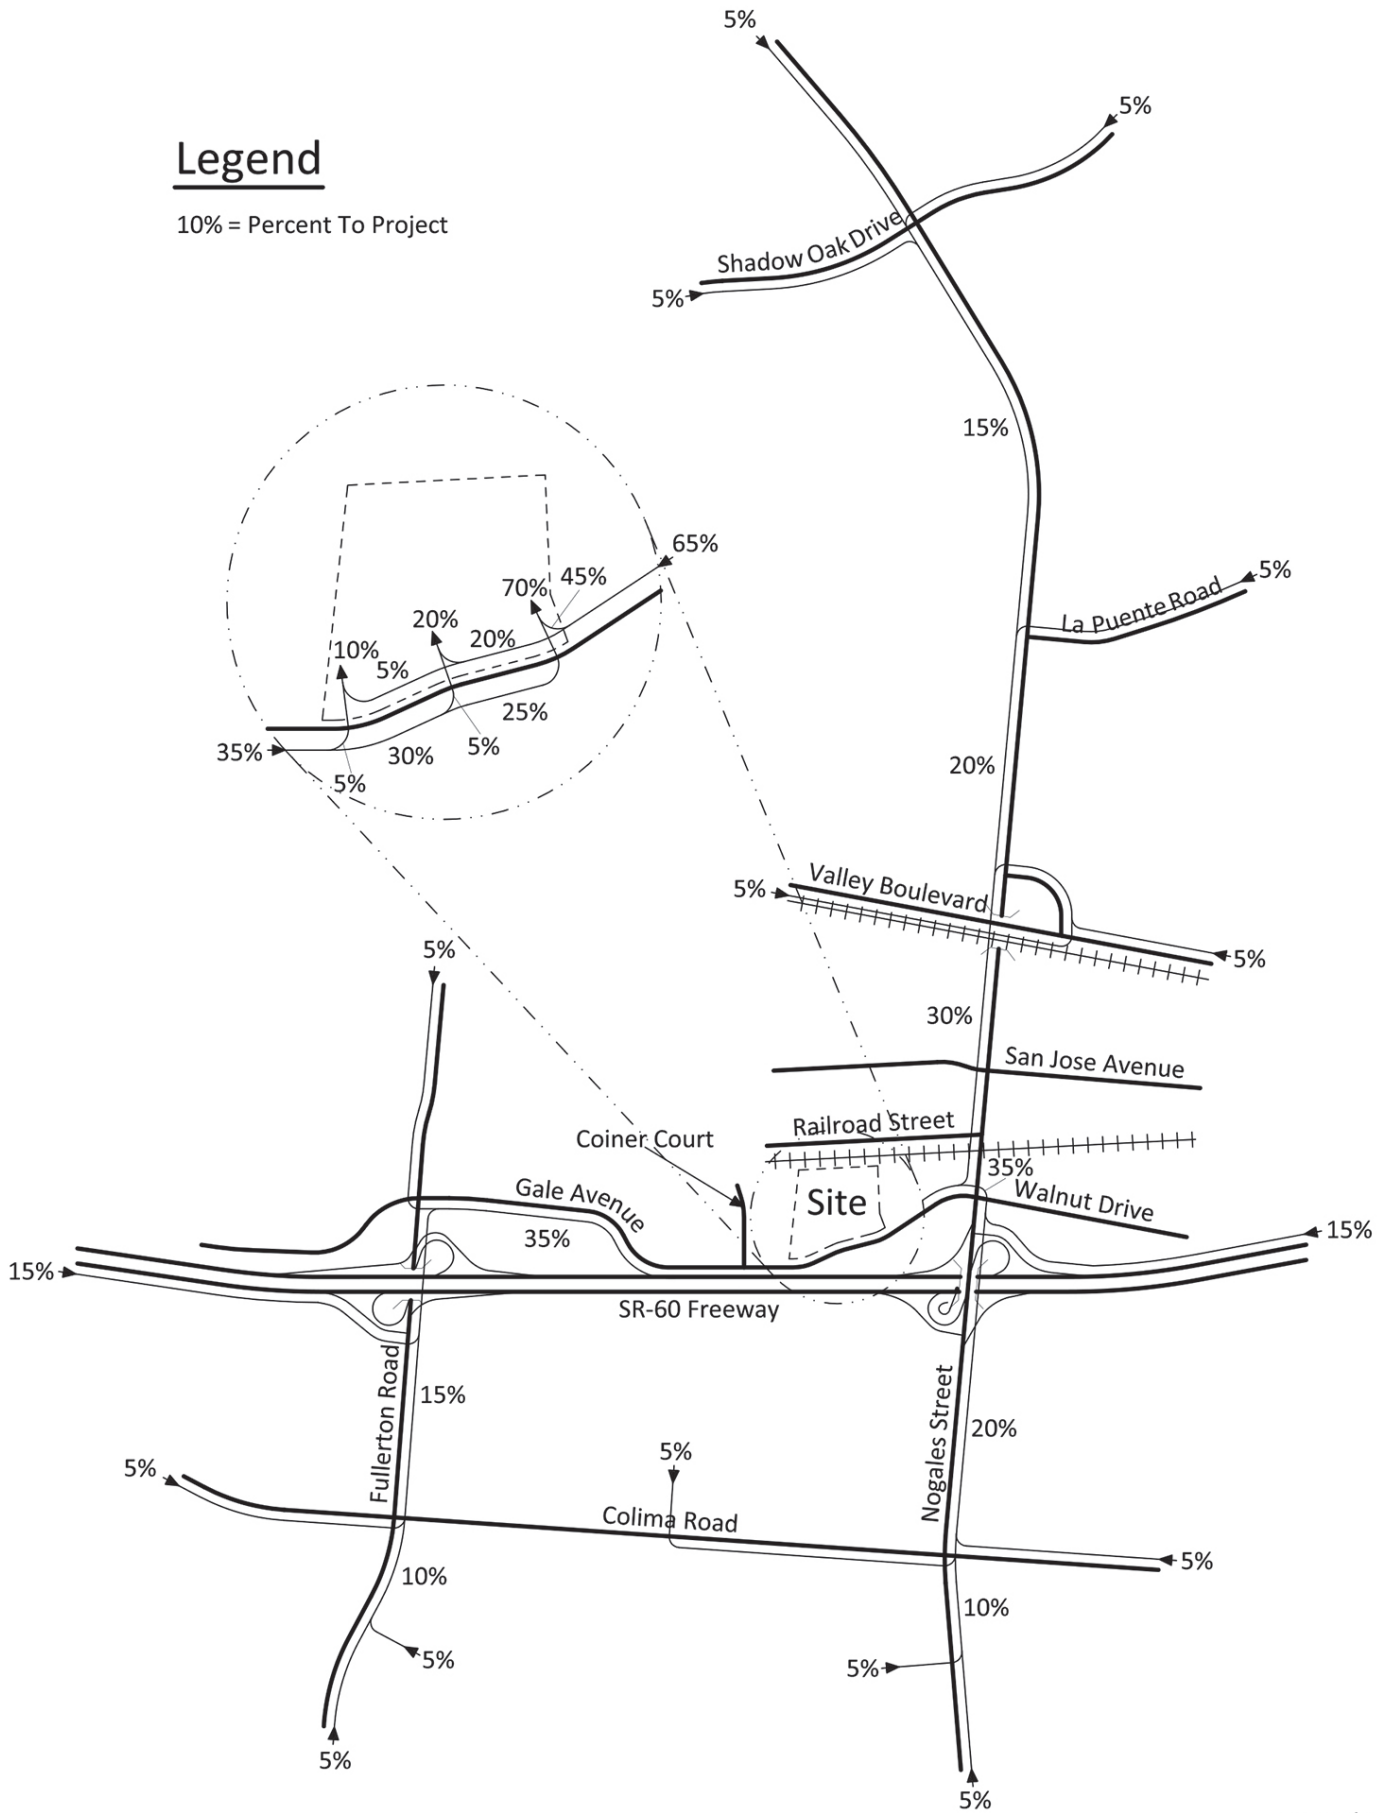 5%
5%
Legend
10% = Percent To Project
Shadow Oak Drive
5%
15%
65%
5%
La Puente Road
70%
45%
20%
20%
10%
5%
25%
5%
35%
30%
5%
20%
Valley Boulevard
5%
5%
5%
30%
San Jose Avenue
Railroad Street
Coiner Court
35%
Walnut Drive
Gale Avenue
Site
35%
15%
15%
SR-60 Freeway
Fullerton Road
15%
Nogales Street
20%
5%
5%
Colima Road
5%
10%
10%
5%
5%
5%
5%